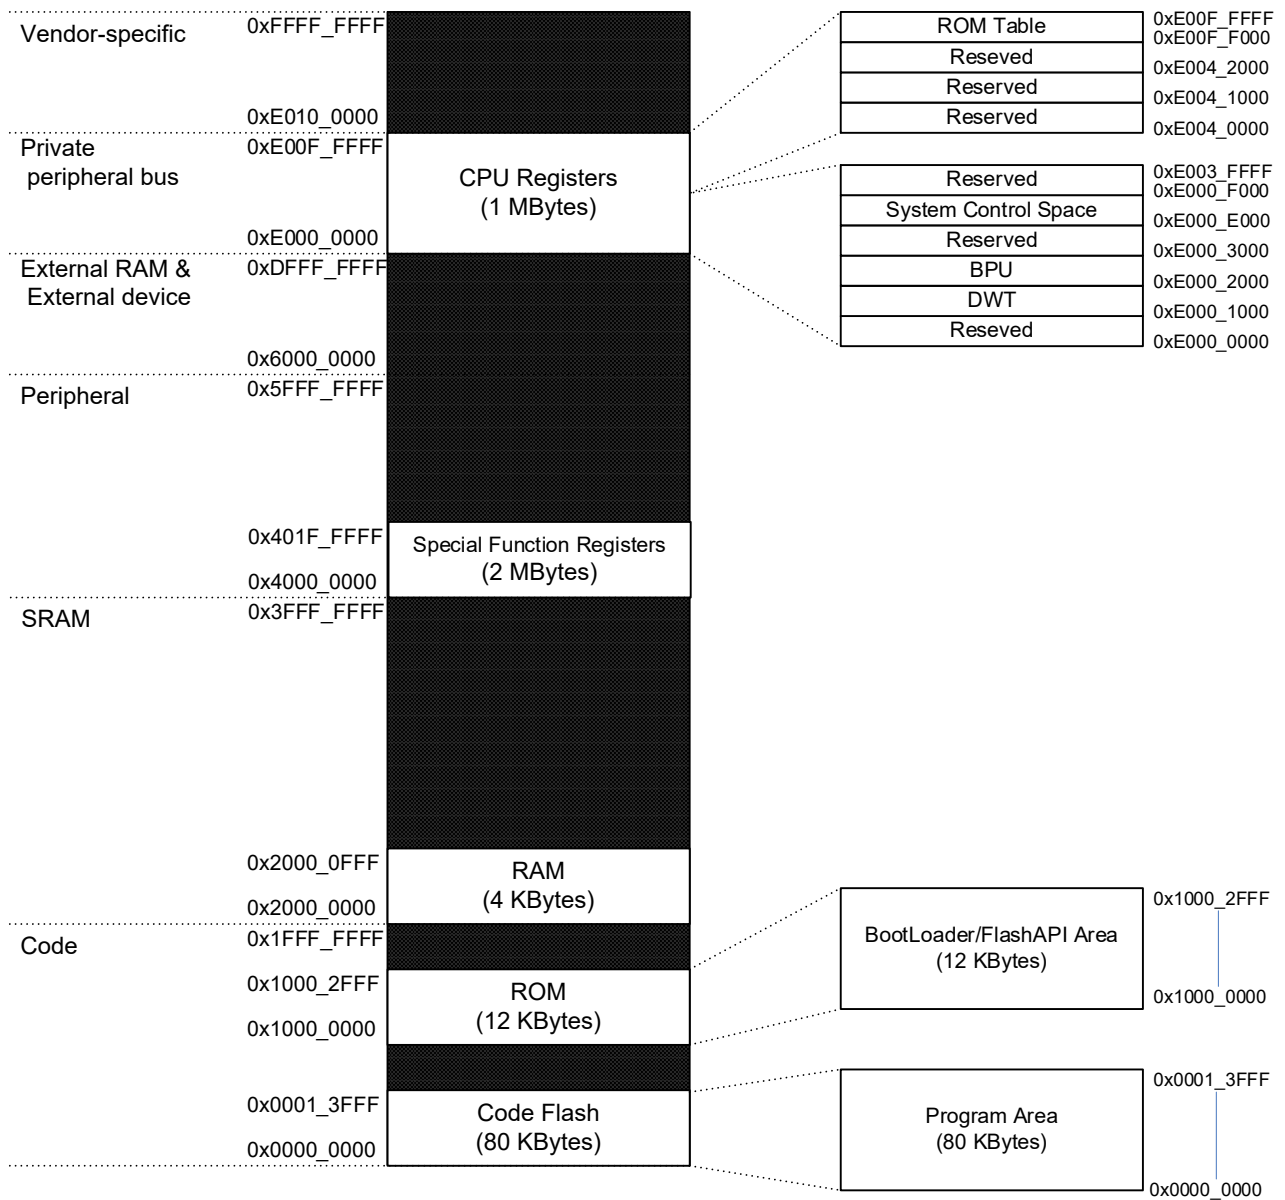 Vendor-specific
0xFFFF_FFFF
0xE010_0000
Private
peripheral bus
0xE00F_FFFF
CPU Registers
(1 MBytes)
0xE000_0000
External RAM &
External device
0xDFFF_FFFF
0x6000_0000
Peripheral
0x5FFF_FFFF
0x401F_FFFF
Special Function Registers
(2 MBytes)
0x4000_0000
SRAM
0x3FFF_FFFF
0x2000_0FFF
RAM
(4 KBytes)
0x2000_0000
Code
0x1FFF_FFFF
0x1000_2FFF
ROM
(12 KBytes)
0x1000_0000
0x0001_3FFF
Code Flash
(80 KBytes)
0x0000_0000
ROM Table
0xE00F_FFFF
0xE00F_F000
Reseved
0xE004_2000
Reserved
0xE004_1000
Reserved
0xE004_0000
Reserved
0xE003_FFFF
0xE000_F000
System Control Space
0xE000_E000
Reserved
0xE000_3000
BPU
0xE000_2000
DWT
0xE000_1000
Reseved
0xE000_0000
0x1000_2FFF
BootLoader/FlashAPI Area
(12 KBytes)
0x1000_0000
0x0001_3FFF
Program Area
(80 KBytes)
0x0000_0000